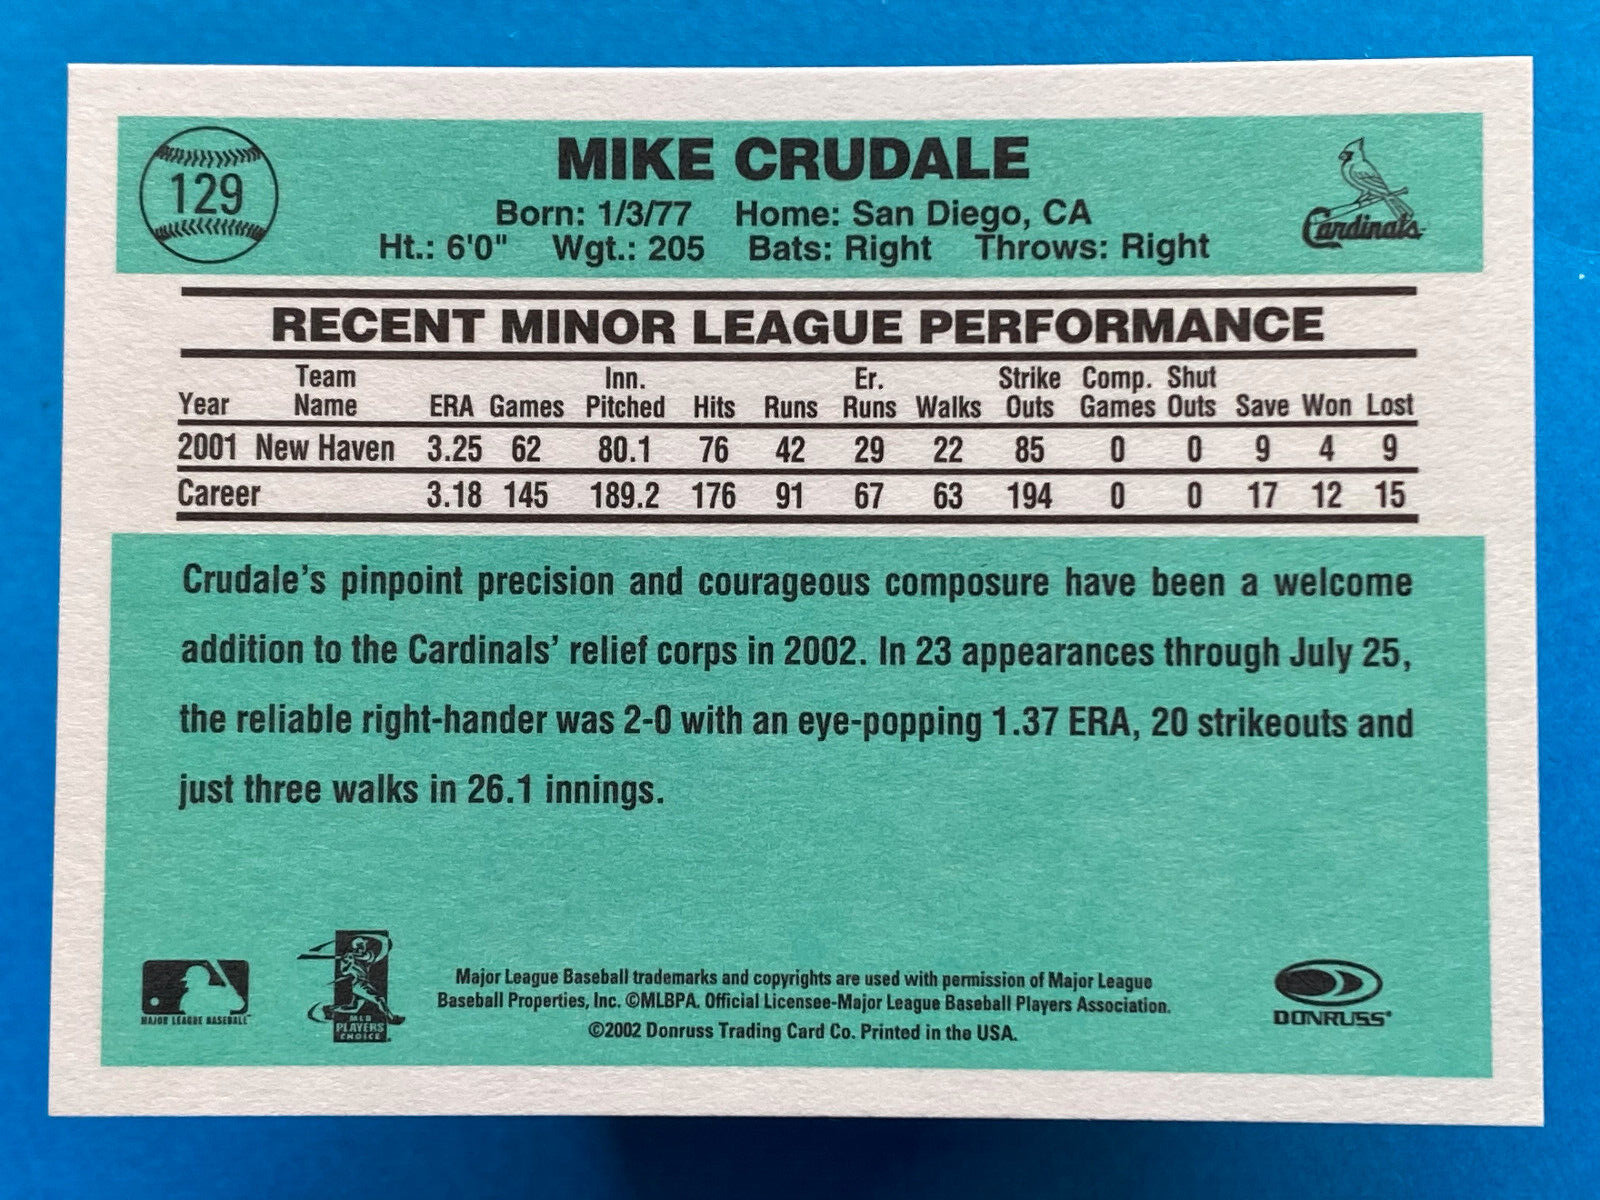 129
MIKE CRUDALE
Born: 1/3/77 Home: San Diego, CA
Ht.: 6'0" Wgt.: 205 Bats: Right Throws: Right
Cardinals
RECENT MINOR LEAGUE PERFORMANCE
Team Inn. Er. Strike Comp. Shut
Year Name ERA Games Pitched Hits Runs Runs Walks Outs Games Outs Save Won Lost
2001 New Haven 3.25 62 80.1 76 42 29 22 85 0 0 9 4 9
Career 3.18 145 189.2 176 91 67 63 194 0 0 17 12 15
Crudale's pinpoint precision and courageous composure have been a welcome
addition to the Cardinals' relief corps in 2002. In 23 appearances through July 25,
the reliable right-hander was 2-0 with an eye-popping 1.37 ERA, 20 strikeouts and
just three walks in 26.1 innings.
MAJOR LEAGUE BASEBALL
MLB
PLAYERS
CHOICE
Major League Baseball trademarks and copyrights are used with permission of Major League
Baseball Properties, Inc. ©MLBPA. Official Licensee-Major League Baseball Players Association.
©2002 Donruss Trading Card Co. Printed in the USA.
DONRUSS